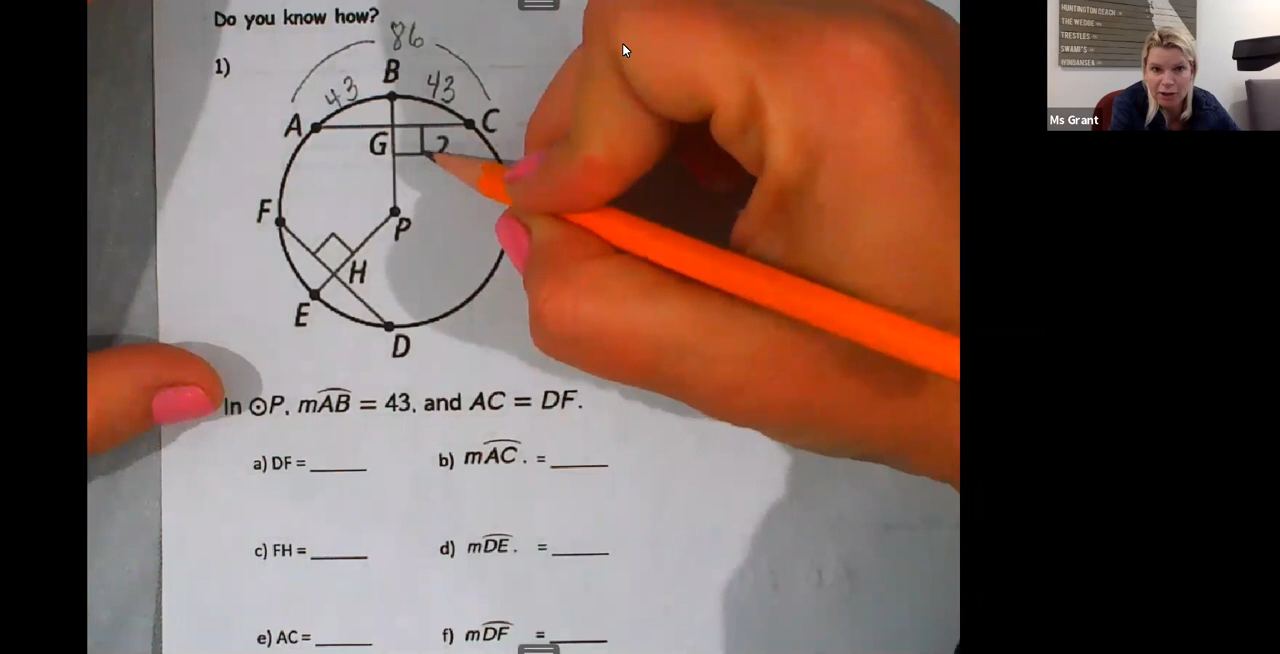 Do you know how?
86
1)
B
43
43
A
C
G
2
F
P
H
E
D
In ⊙P, mAB = 43, and AC = DF.
a) DF = ______
b) mAC . = ______
c) FH = ______
d) mDE . = ______
e) AC = ______
f) mDF = ______
HUNTINGTON BEACH
THE WEDGE
TRESTLES
SWAMI'S
WINDANSEA
Ms Grant